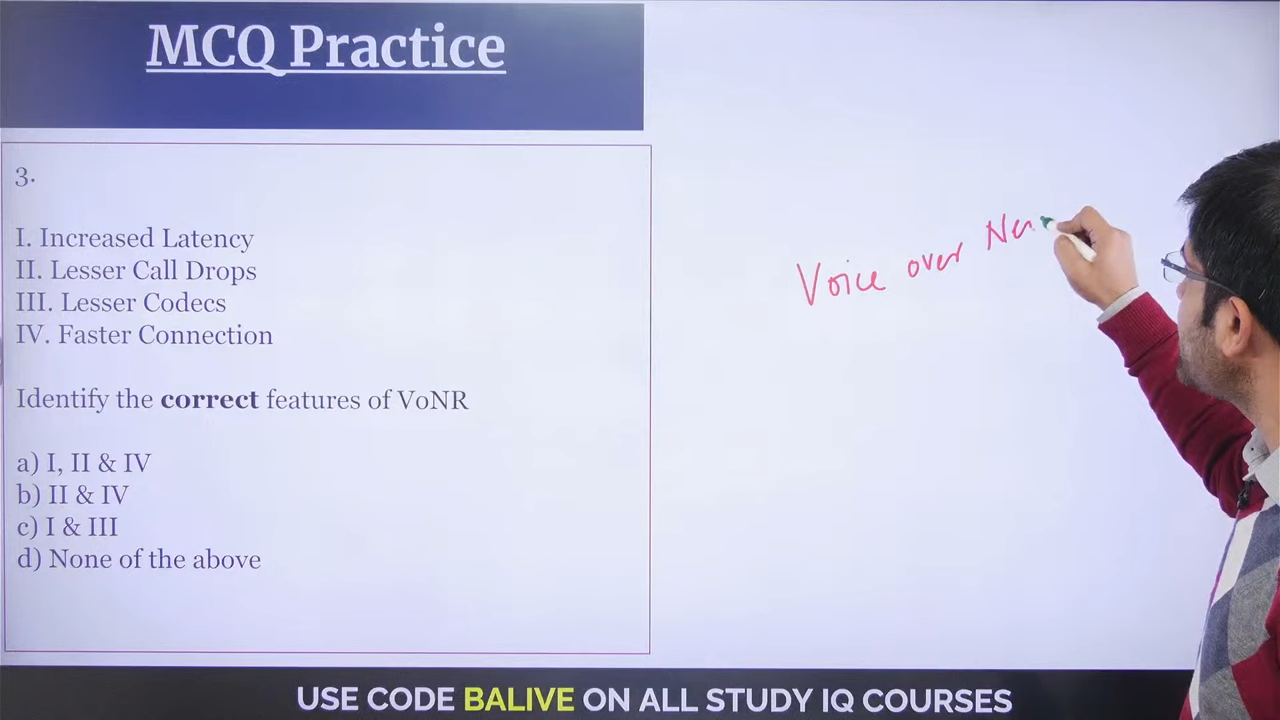 MCQ Practice
3.
I. Increased Latency
II. Lesser Call Drops
III. Lesser Codecs
IV. Faster Connection
Identify the correct features of VoNR
a) I, II & IV
b) II & IV
c) I & III
d) None of the above
Voice over
USE CODE BALIVE ON ALL STUDY IQ COURSES